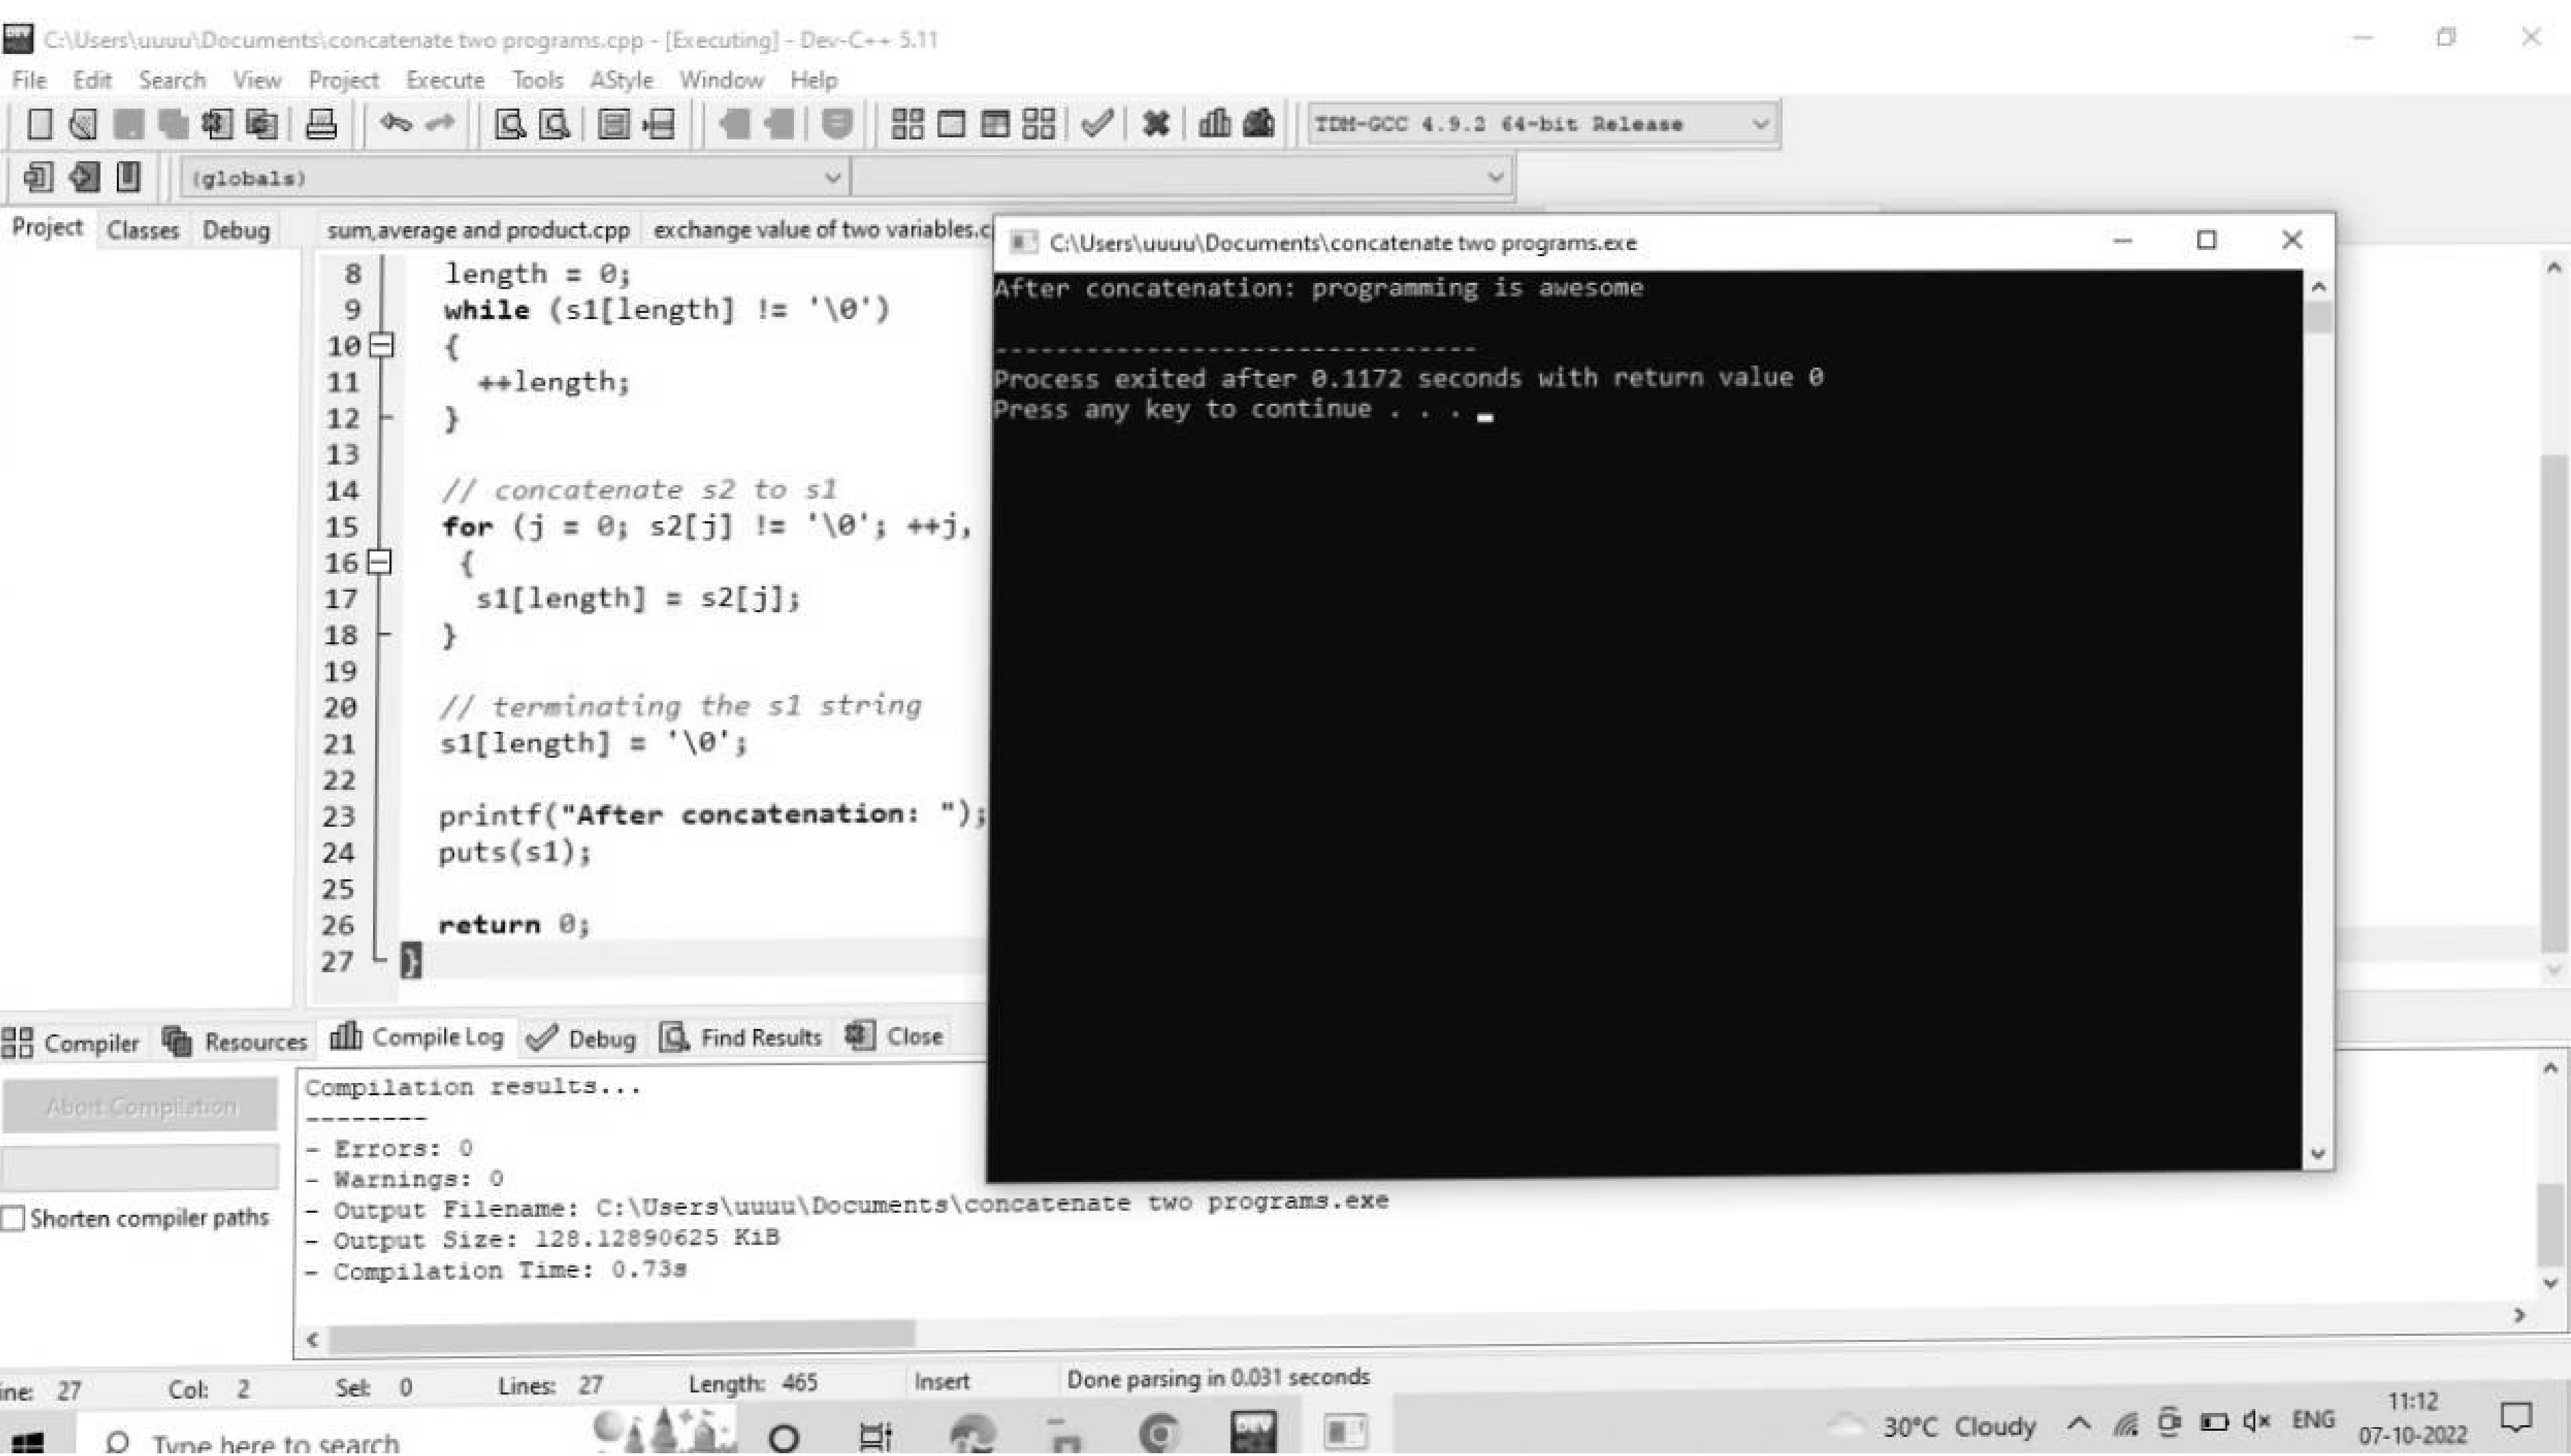 C:\Users\uuuu\Documents\concatenate two programs.cpp - [Executing] - Dev-C++ 5.11
File Edit Search View Project Execute Tools AStyle Window Help
TDM-GCC 4.9.2 64-bit Release
(globals)
Project Classes Debug
sum,average and product.cpp exchange value of two variables.c
8 length = 0;
9 while (s1[length] != '\0')
10 {
11 ++length;
12 }
13
14 // concatenate s2 to s1
15 for (j = 0; s2[j] != '\0'; ++j,
16 {
17 s1[length] = s2[j];
18 }
19
20 // terminating the s1 string
21 s1[length] = '\0';
22
23 printf("After concatenation: ");
24 puts(s1);
25
26 return 0;
27 }
C:\Users\uuuu\Documents\concatenate two programs.exe
After concatenation: programming is awesome
--------------------------------
Process exited after 0.1172 seconds with return value 0
Press any key to continue . . .
Compiler Resources Compile Log Debug Find Results Close
Abort Compilation
Shorten compiler paths
Compilation results...
--------
- Errors: 0
- Warnings: 0
- Output Filename: C:\Users\uuuu\Documents\concatenate two programs.exe
- Output Size: 128.12890625 KiB
- Compilation Time: 0.73s
ine: 27 Col: 2 Sel: 0 Lines: 27 Length: 465 Insert Done parsing in 0.031 seconds
Type here to search
DEV
30°C Cloudy
ENG
11:12
07-10-2022